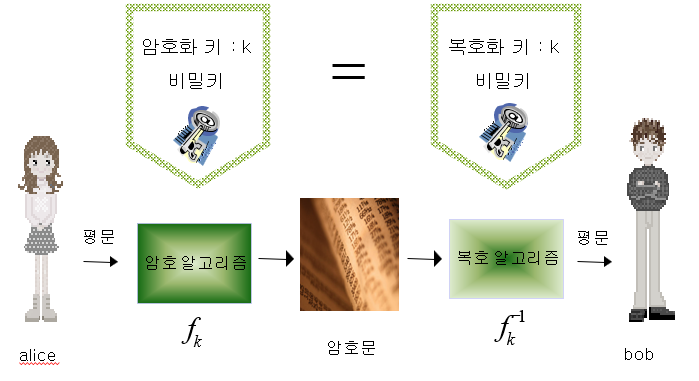 암호화 키 : k
비밀키
=
복호화 키 : k
비밀키
평문
암호 알고리즘
복호 알고리즘
평문
f_k
암호문
f_k^-1
alice
bob